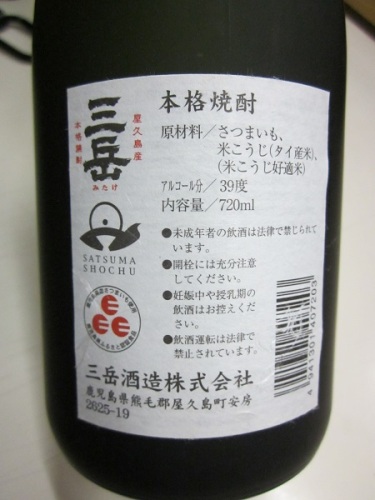 本格焼酎
屋久島産
三岳
みたけ
本格焼酎
原材料／さつまいも、
米こうじ(タイ産米)、
(米こうじ好適米)
アルコール分／39度
内容量／720ml
SATSUMA
SHOCHU
●未成年者の飲酒は法律で禁じられて
います。
●開栓には充分注意
してください。
●妊娠中や授乳期の
飲酒はお控えくださ
い。
●飲酒運転は法律で
禁止されています。
三岳酒造株式会社
鹿児島県熊毛郡屋久島町安房
2625-19
4941301407203